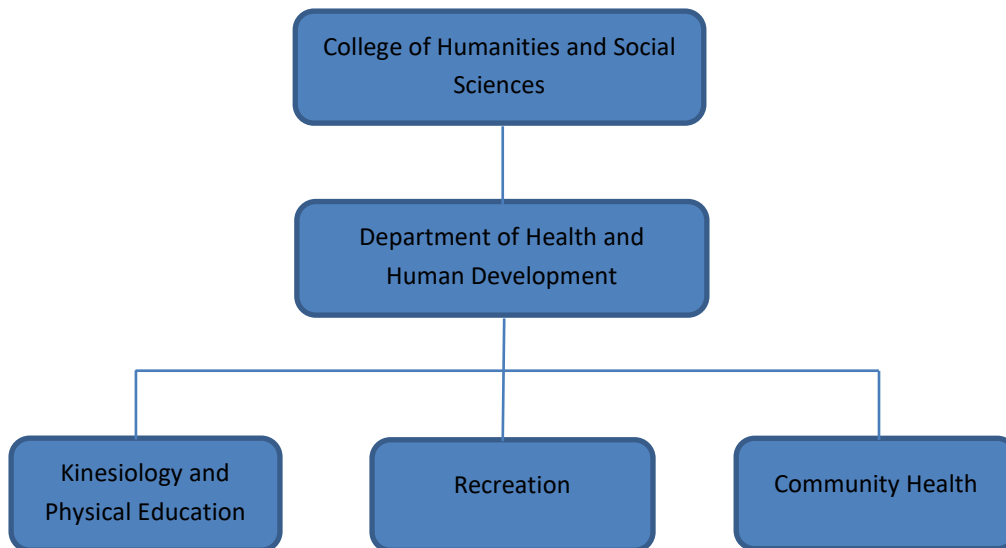 College of Humanities and Social
Sciences
Department of Health and
Human Development
Kinesiology and
Physical Education
Recreation
Community Health